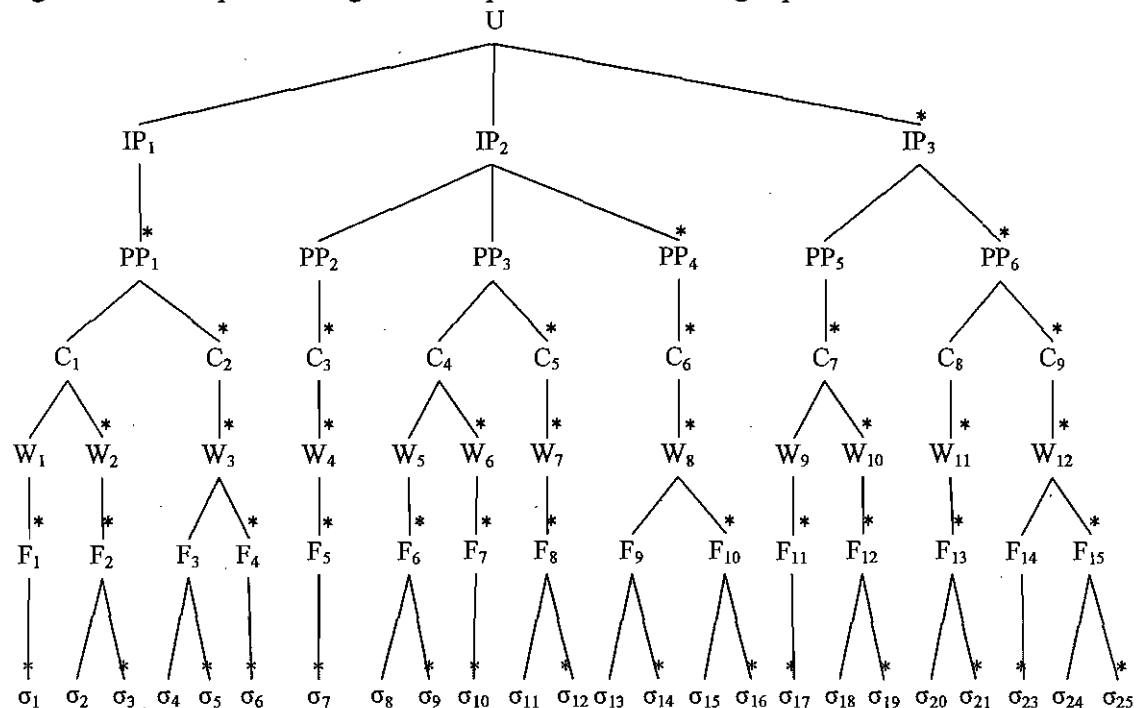 U
*
IP₁ IP₂ IP₃
* * *
PP₁ PP₂ PP₃ PP₄ PP₅ PP₆
* * * * * *
C₁ C₂ C₃ C₄ C₅ C₆ C₇ C₈ C₉
* * * * * * * * *
W₁ W₂ W₃ W₄ W₅ W₆ W₇ W₈ W₉ W₁₀ W₁₁ W₁₂
* * * * * * * * * * * *
F₁ F₂ F₃ F₄ F₅ F₆ F₇ F₈ F₉ F₁₀ F₁₁ F₁₂ F₁₃ F₁₄ F₁₅
* * * * * * * * * * * * * * *
σ₁ σ₂ σ₃ σ₄ σ₅ σ₆ σ₇ σ₈ σ₉ σ₁₀ σ₁₁ σ₁₂ σ₁₃ σ₁₄ σ₁₅ σ₁₆ σ₁₇ σ₁₈ σ₁₉ σ₂₀ σ₂₁ σ₂₃ σ₂₄ σ₂₅